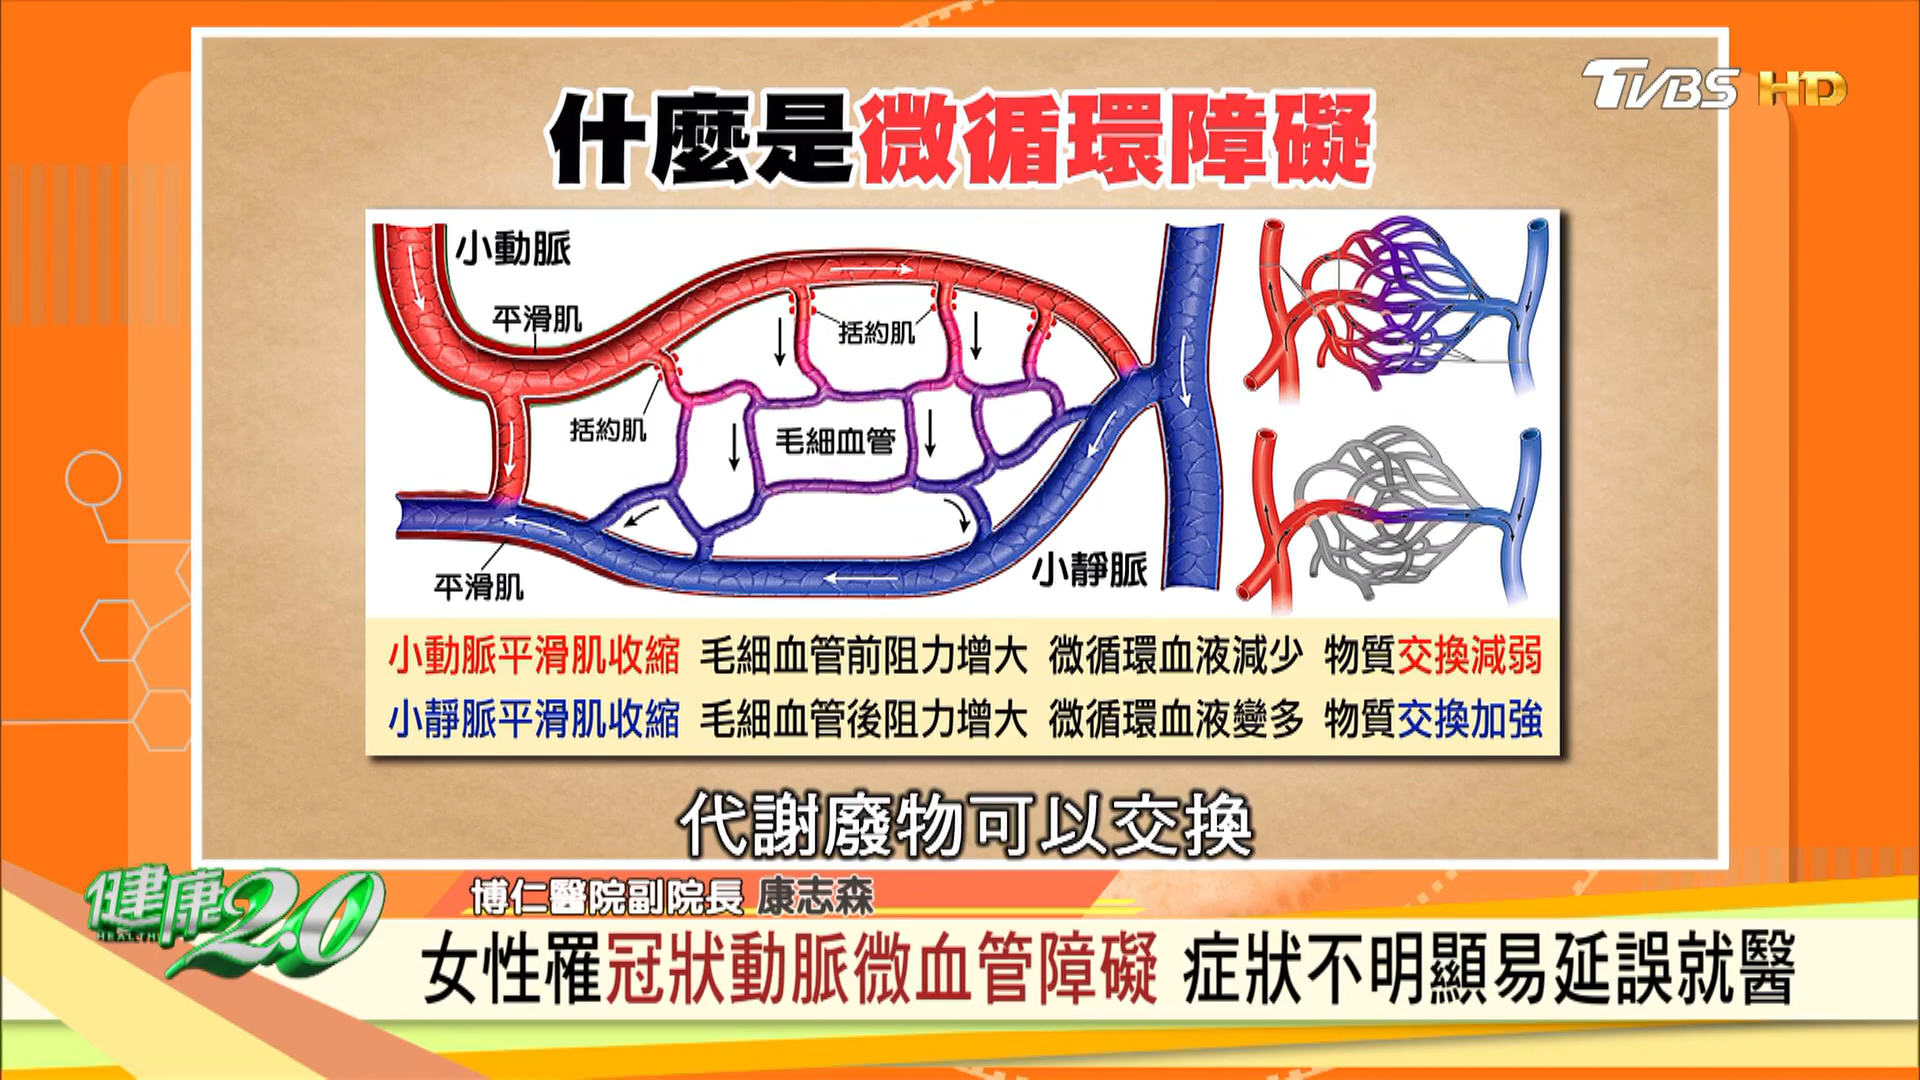 TVBS HD
什麼是微循環障礙
小動脈
平滑肌
括約肌
括約肌
毛細血管
小靜脈
平滑肌
小動脈平滑肌收縮 毛細血管前阻力增大 微循環血液減少 物質交換減弱
小靜脈平滑肌收縮 毛細血管後阻力增大 微循環血液變多 物質交換加強
代謝廢物可以交換
健康2.0
HEALTH
博仁醫院副院長 康志森
女性罹冠狀動脈微血管障礙 症狀不明顯易延誤就醫